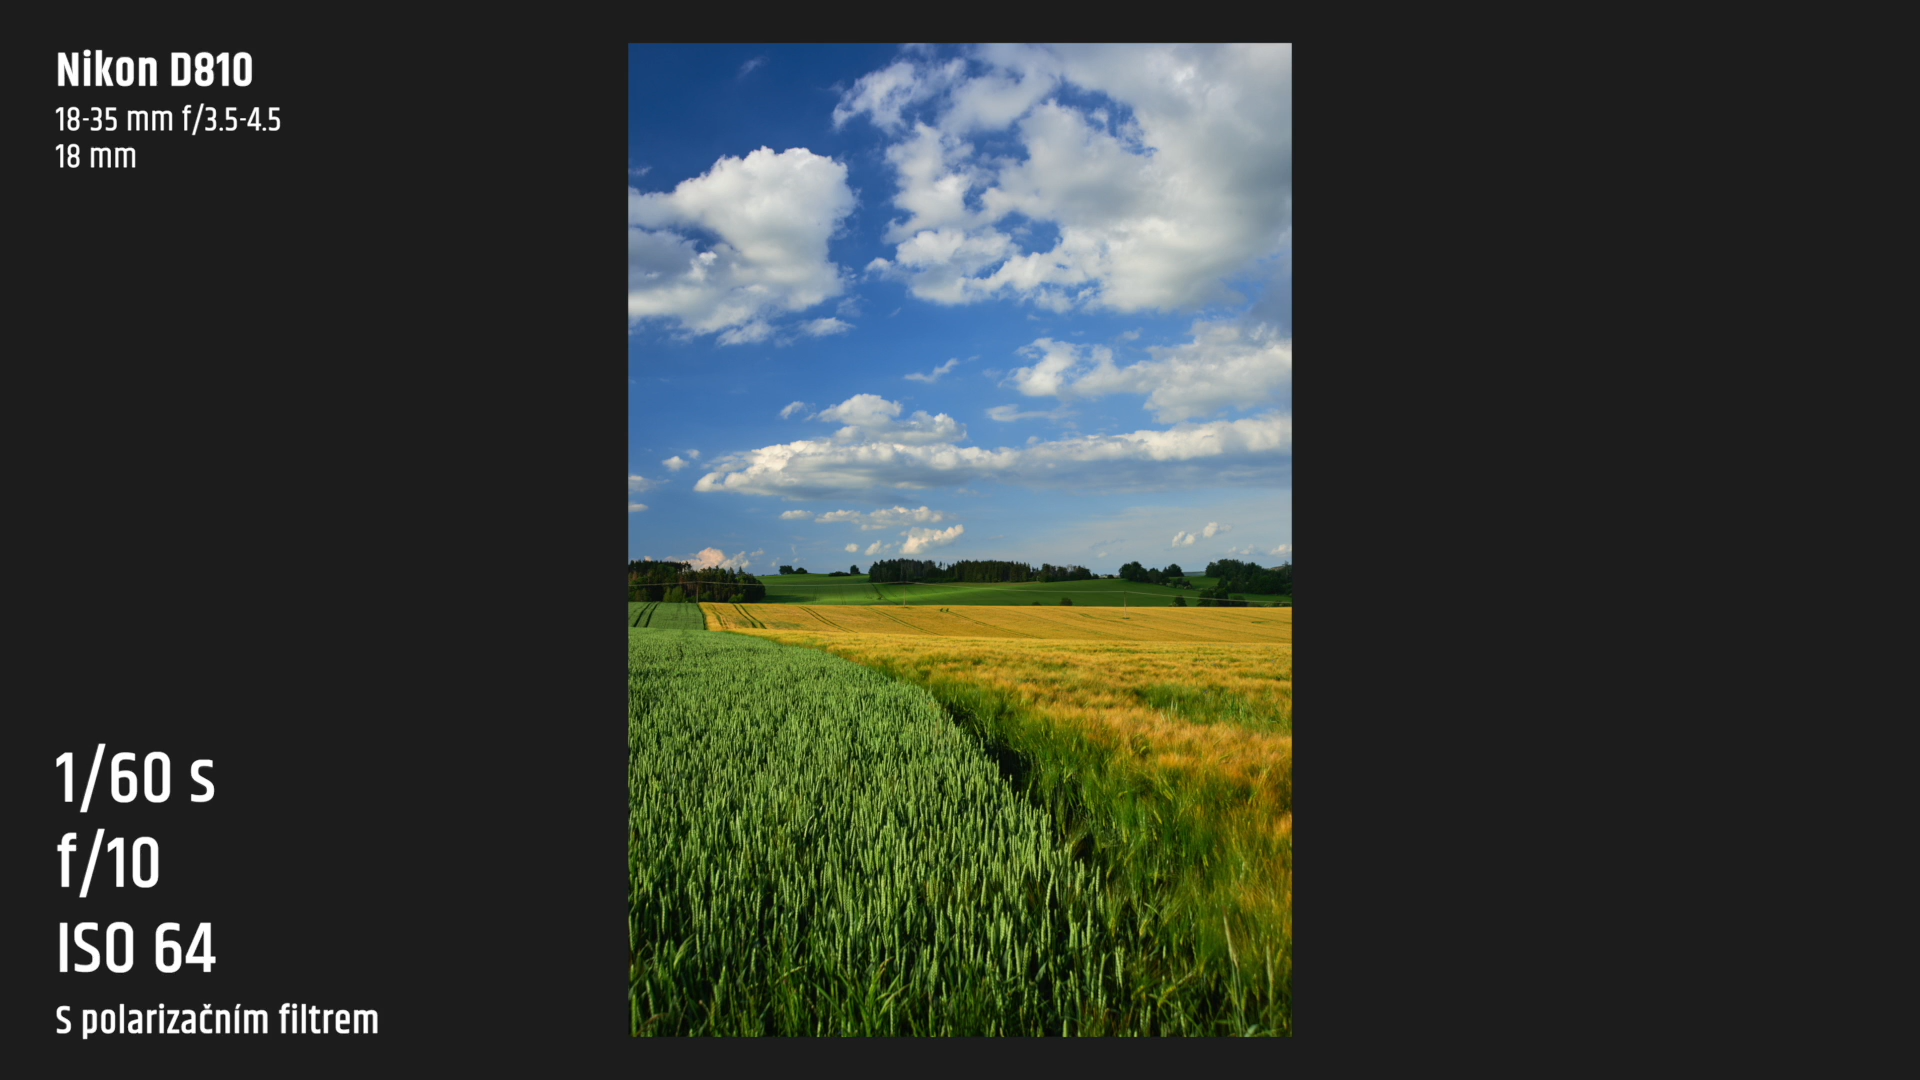 Nikon D810
18-35 mm f/3.5-4.5
18 mm
1/60 s
f/10
ISO 64
S polarizačním filtrem